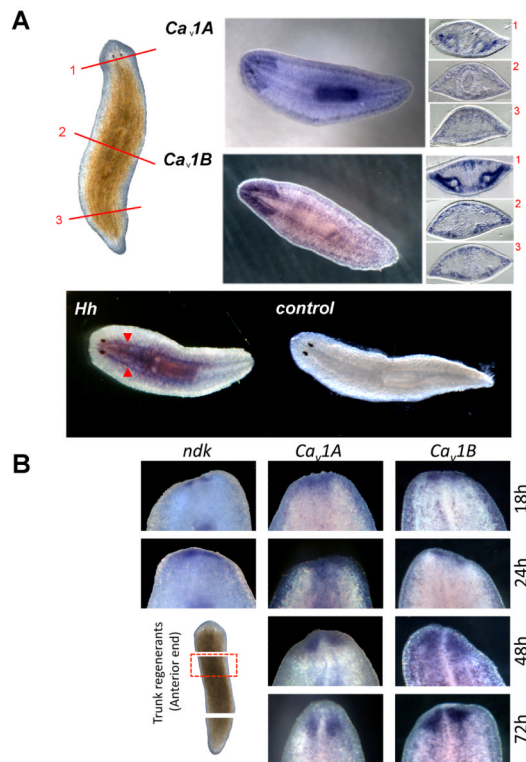 A
Caᵥ1A
1
1
2
3
2
Caᵥ1B
3
1
2
3
Hh
control
B
ndk
Caᵥ1A
Caᵥ1B
18h
24h
Trunk regenerants
(Anterior end)
48h
72h